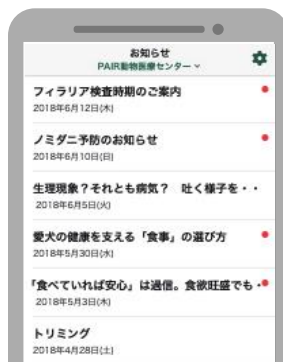 お知らせ
PAIR動物医療センター
フィラリア検査時期のご案内
2018年6月12日(木)
ノミダニ予防のお知らせ
2018年6月10日(日)
生理現象？それとも病気？　吐く様子を・・
2018年6月5日(火)
愛犬の健康を支える「食事」の選び方
2018年5月30日(水)
「食べていれば安心」は過信。食欲旺盛でも・
2018年5月3日(木)
トリミング
2018年4月28日(土)